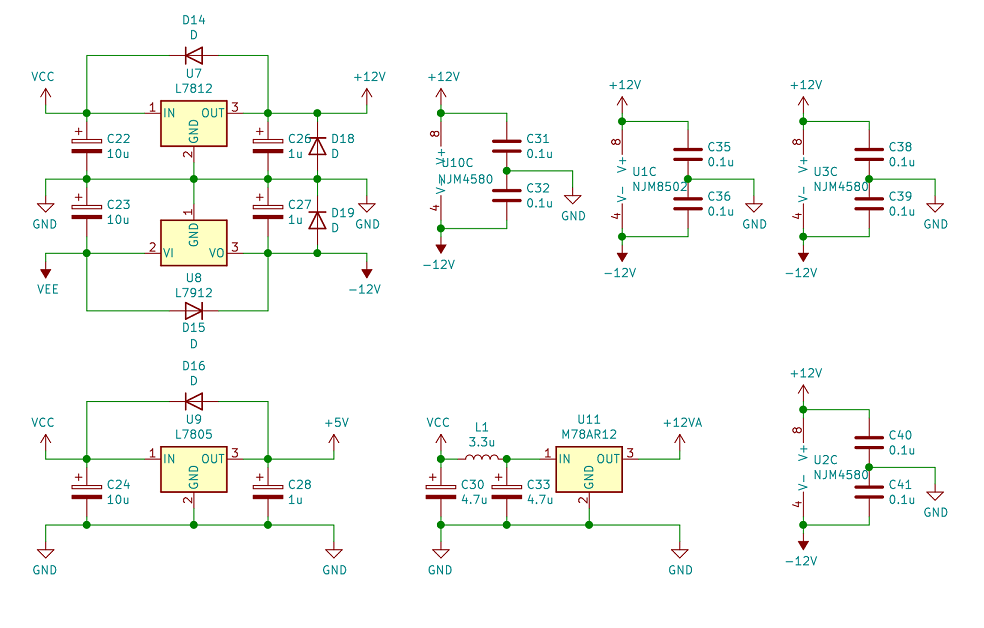 D14
D
U7
L7812
VCC
+12V
1
IN
OUT
3
GND
2
+
C22
10u
+
C26
1u
D18
D
GND
GND
+
C23
10u
+
C27
1u
D19
D
1
GND
2
VI
VO
3
VEE
-12V
U8
L7912
D15
D
+12V
8
V+
U10C
NJM4580
V-
4
C31
0.1u
C32
0.1u
GND
-12V
+12V
8
V+
U1C
NJM8502
V-
4
C35
0.1u
C36
0.1u
GND
-12V
+12V
8
V+
U3C
NJM4580
V-
4
C38
0.1u
C39
0.1u
GND
-12V
D16
D
U9
L7805
VCC
+5V
1
IN
OUT
3
GND
2
+
C24
10u
+
C28
1u
GND
GND
VCC
L1
3.3u
U11
M78AR12
+12VA
1
IN
OUT
3
GND
2
+
C30
4.7u
+
C33
4.7u
GND
GND
+12V
8
V+
U2C
NJM4580
V-
4
C40
0.1u
C41
0.1u
GND
-12V